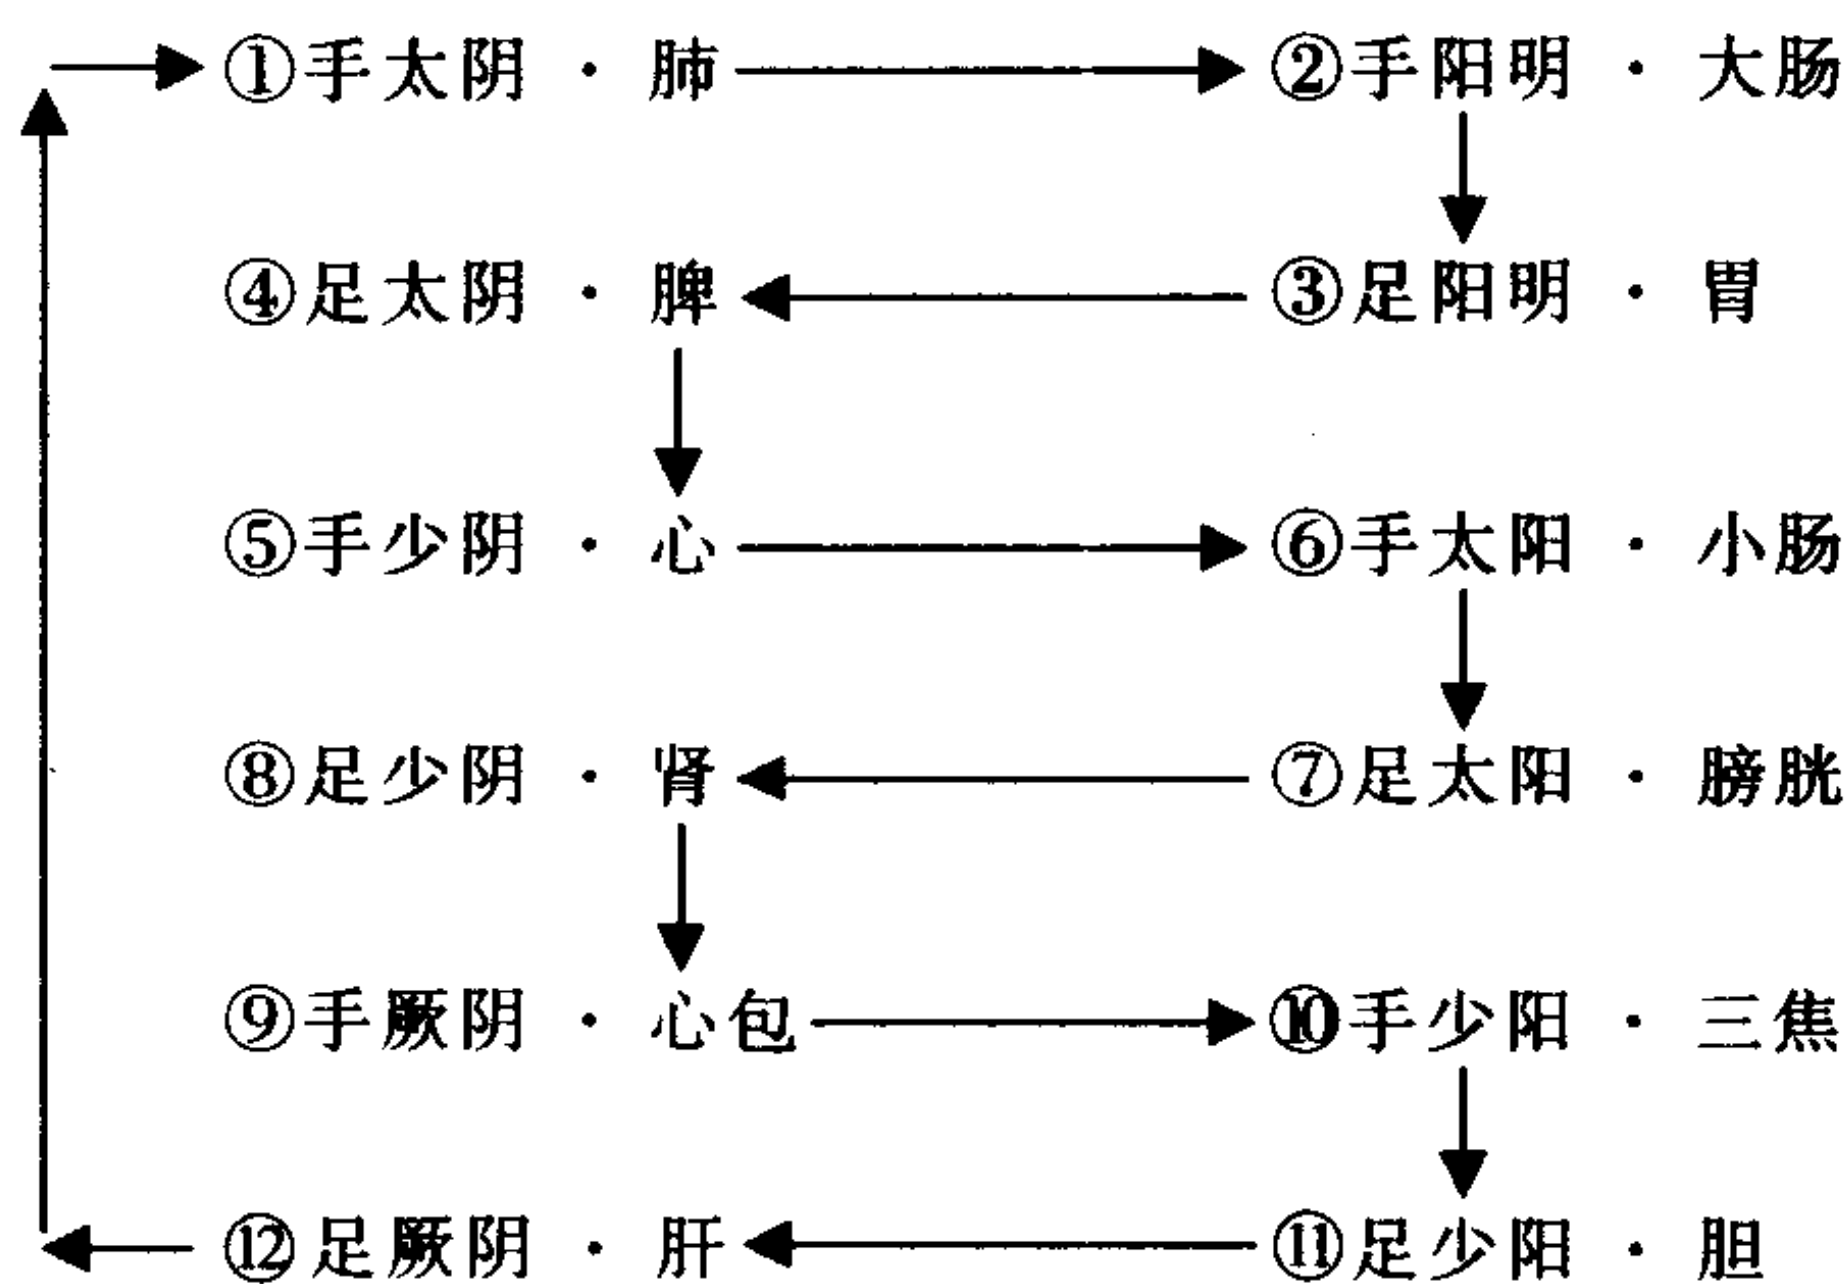 ①手太阴 · 肺 ②手阳明 · 大肠
④足太阴 · 脾 ③足阳明 · 胃
⑤手少阴 · 心 ⑥手太阳 · 小肠
⑧足少阴 · 肾 ⑦足太阳 · 膀胱
⑨手厥阴 · 心包 ⑩手少阳 · 三焦
⑫足厥阴 · 肝 ⑪足少阳 · 胆